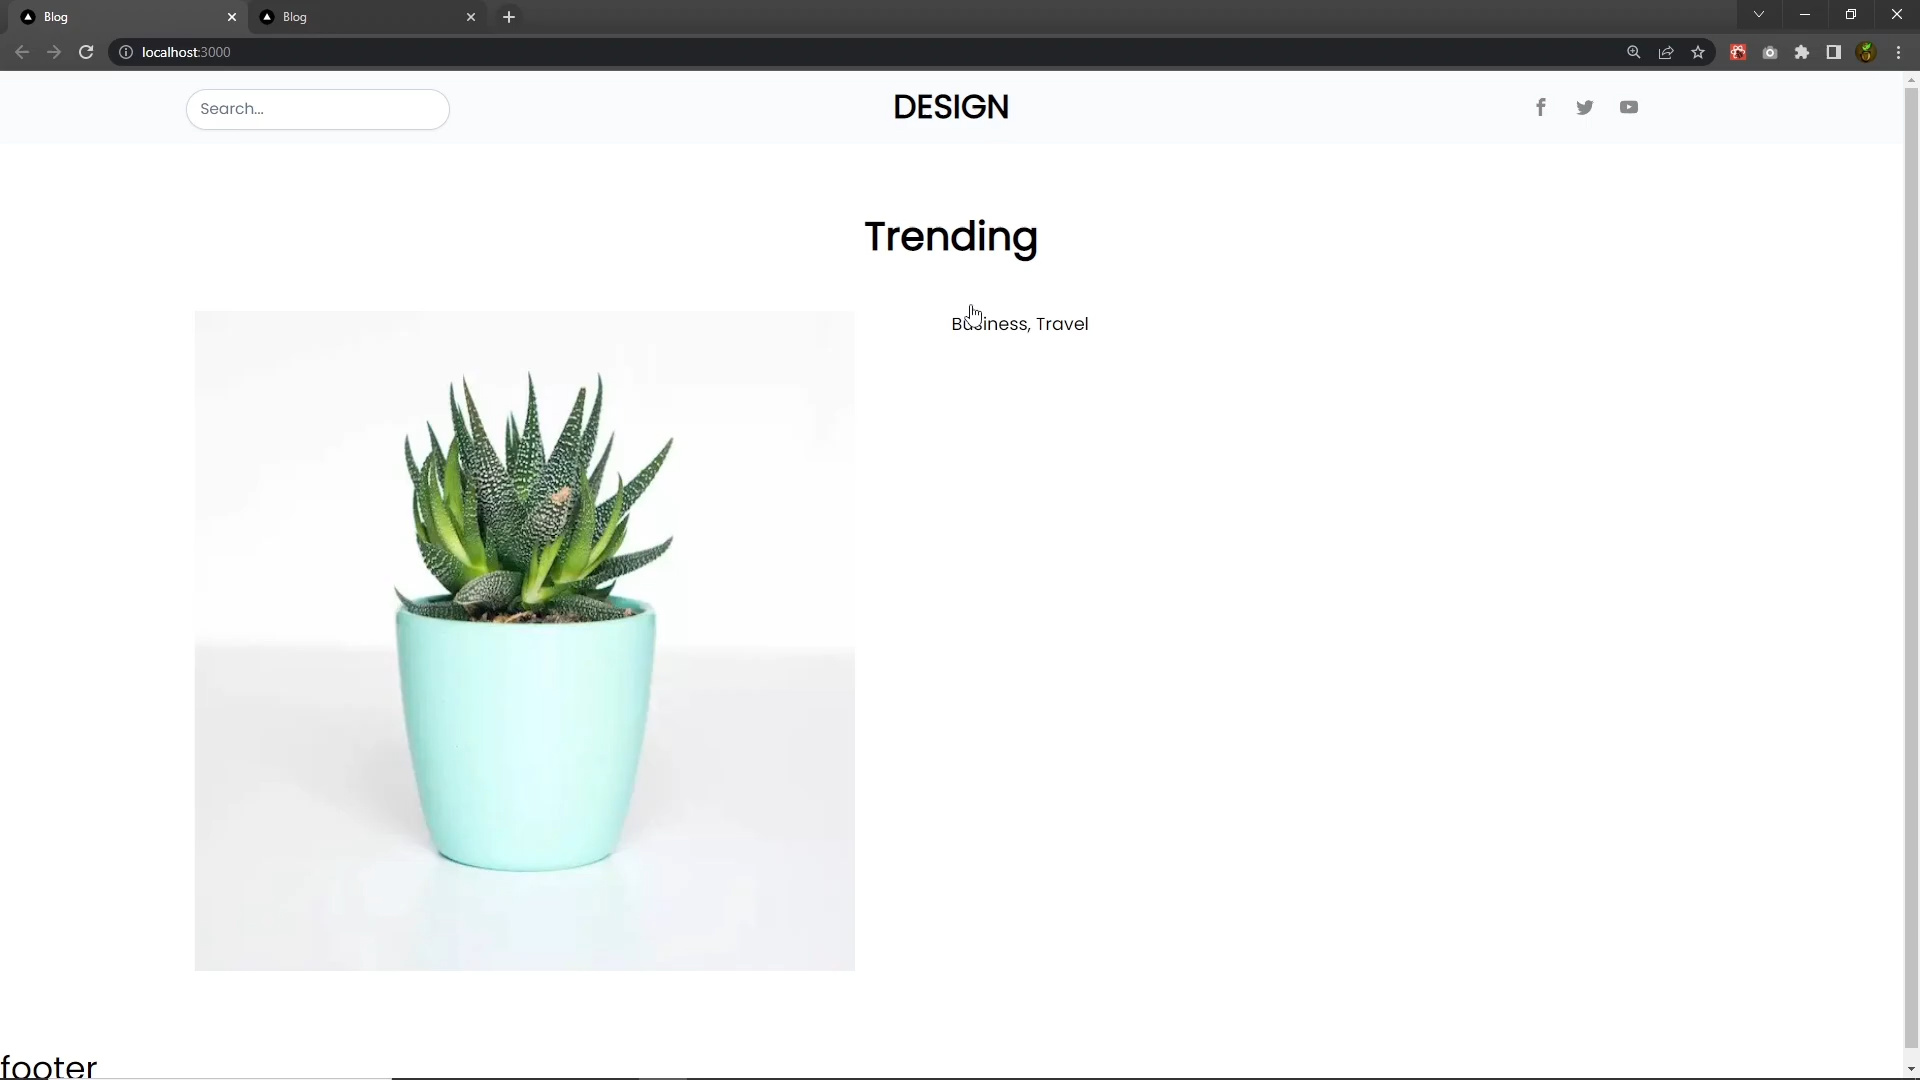 Blog
Blog
localhost:3000
Search...
DESIGN
Trending
Business, Travel
footer